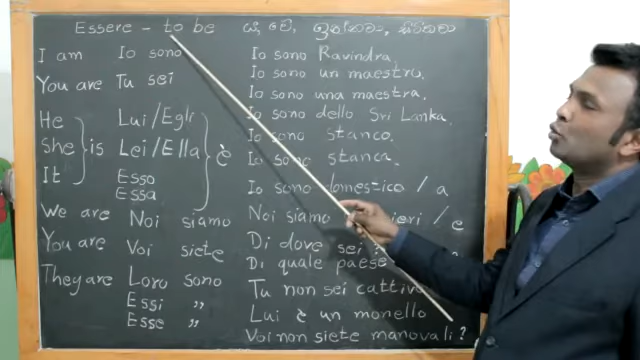 Essere - to be යු වේ, ඉන්නවා, සිටිනවා
I am Io sono Io sono Ravindra.
You are Tu sei Io sono un maestro.
Io sono una maestra.
He Lui/Egli Io sono dello Sri Lanka.
She is Lei/Ella è Io sono stanco.
It Esso Io sono stanca.
Essa Io sono domestico / a
We are Noi siamo Noi siamo ieri / e
You are Voi siete Di dove sei ?
Di quale paese
They are Loro sono Tu non sei cattivo
Essi " Lui è un monello
Esse " Voi non siete manovali ?